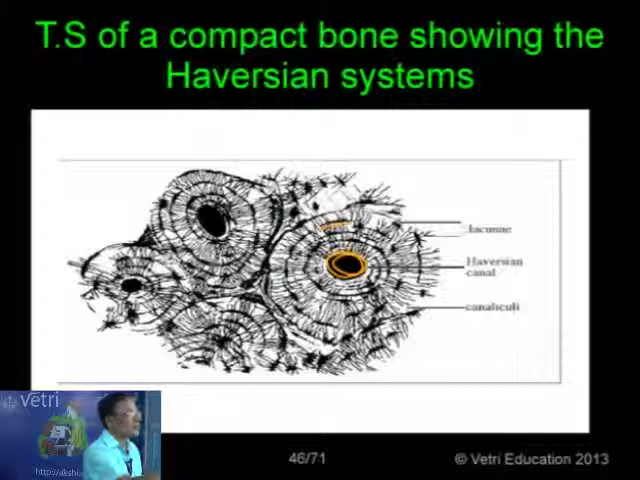 T.S of a compact bone showing the
Haversian systems
lacunae
Haversian
canal
canaliculi
vetri
46/71
© Vetri Education 2013